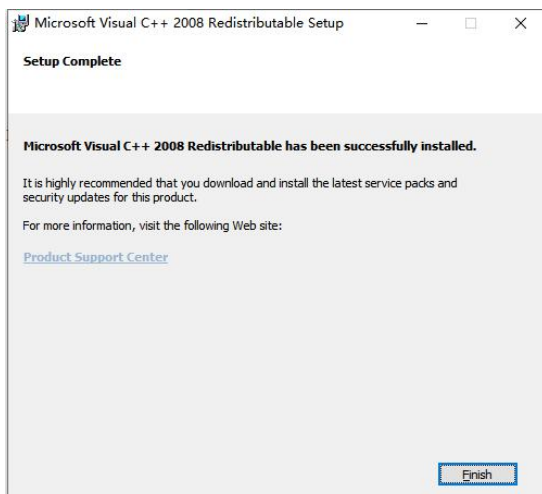 Microsoft Visual C++ 2008 Redistributable Setup
Setup Complete
Microsoft Visual C++ 2008 Redistributable has been successfully installed.
It is highly recommended that you download and install the latest service packs and
security updates for this product.
For more information, visit the following Web site:
Product Support Center
Finish